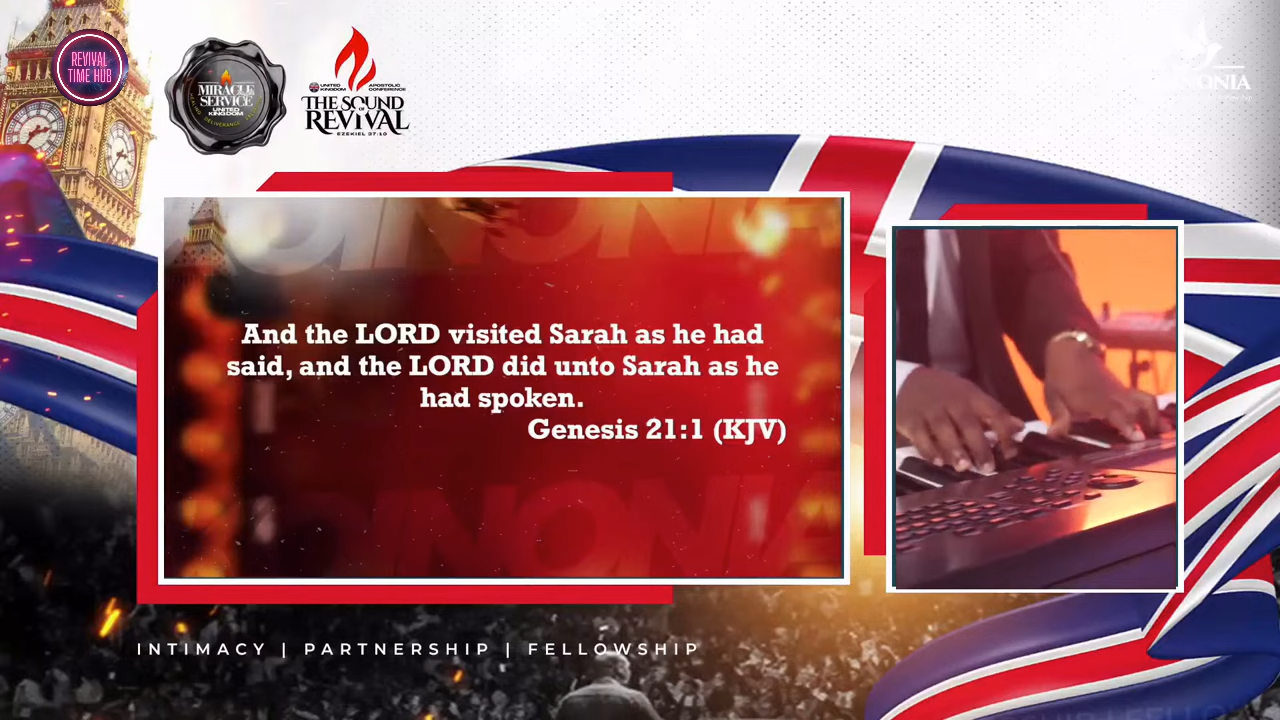 REVIVAL
TIME HUB
MIRACLE
SERVICE
UNITED
KINGDOM
UNITED
KINGDOM
APOSTOLIC
CONFERENCE
THE SOUND
OF
REVIVAL
EZEKIEL 37:10
And the LORD visited Sarah as he had
said, and the LORD did unto Sarah as he
had spoken.
Genesis 21:1 (KJV)
INTIMACY | PARTNERSHIP | FELLOWSHIP